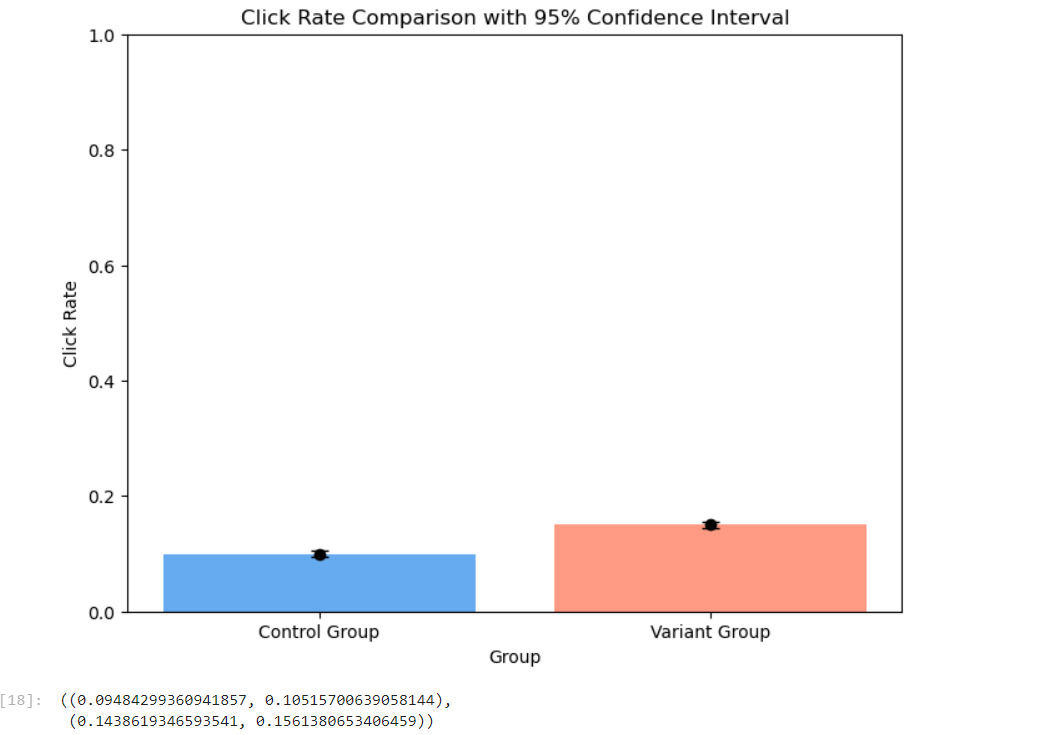 Click Rate Comparison with 95% Confidence Interval
1.0
0.8
0.6
0.4
0.2
0.0
Click Rate
Control Group
Variant Group
Group
[18]: ((0.09484299360941857, 0.10515700639058144),
(0.1438619346593541, 0.1561380653406459))